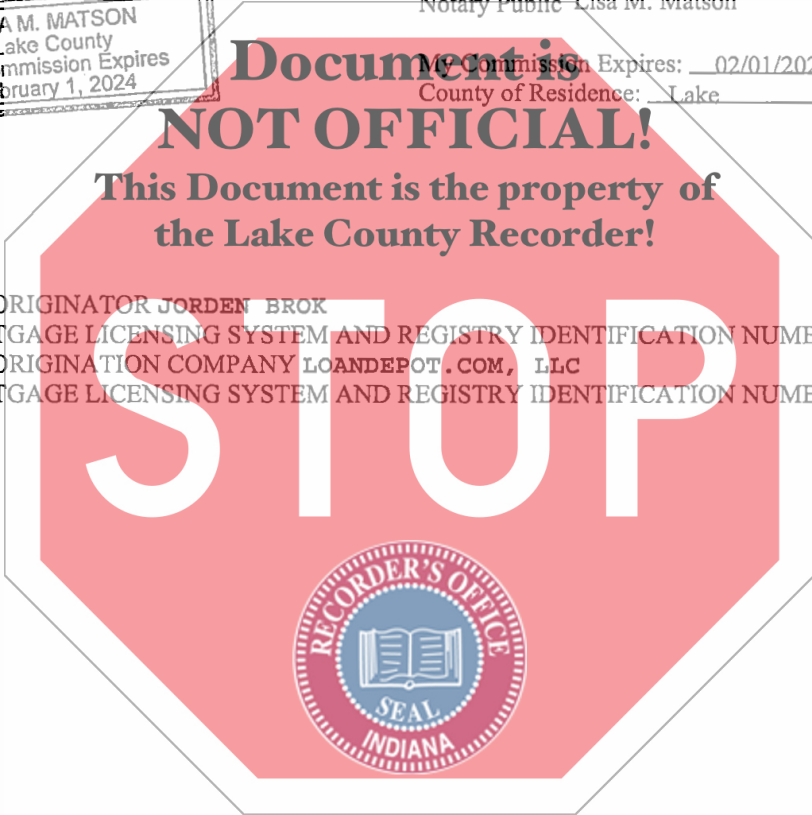 A M. MATSON
Lake County
mmission Expires
bruary 1, 2024
Notary Public Lisa M. Matson
My Commission Expires: 02/01/202
County of Residence: Lake
Document is
NOT OFFICIAL!
This Document is the property of
the Lake County Recorder!
ORIGINATOR JORDEN BROK
TGAGE LICENSING SYSTEM AND REGISTRY IDENTIFICATION NUME
ORIGINATION COMPANY LOANDEPOT.COM, LLC
TGAGE LICENSING SYSTEM AND REGISTRY IDENTIFICATION NUME
STOP
RECORDER'S OFFICE
SEAL
INDIANA